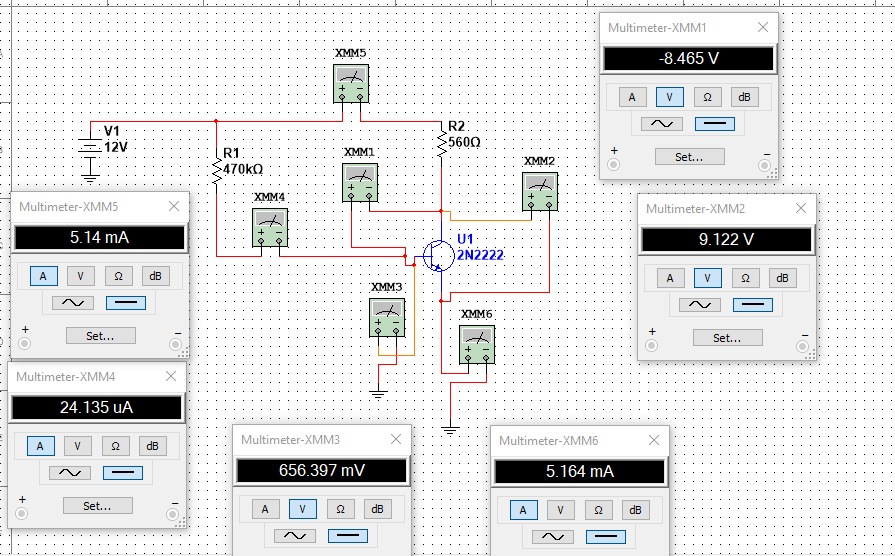 XMM5
V1
12V
R1
470kΩ
R2
560Ω
XMM1
XMM2
XMM4
U1
2N2222
XMM3
XMM6
+ −
+ −
+ −
+ −
+ −
+ −
Multimeter-XMM1
-8.465 V
A V Ω dB
+ Set... −
Multimeter-XMM5
5.14 mA
A V Ω dB
+ Set... −
Multimeter-XMM2
9.122 V
A V Ω dB
+ Set... −
Multimeter-XMM4
24.135 uA
A V Ω dB
+ Set... −
Multimeter-XMM3
656.397 mV
A V Ω dB
Multimeter-XMM6
5.164 mA
A V Ω dB